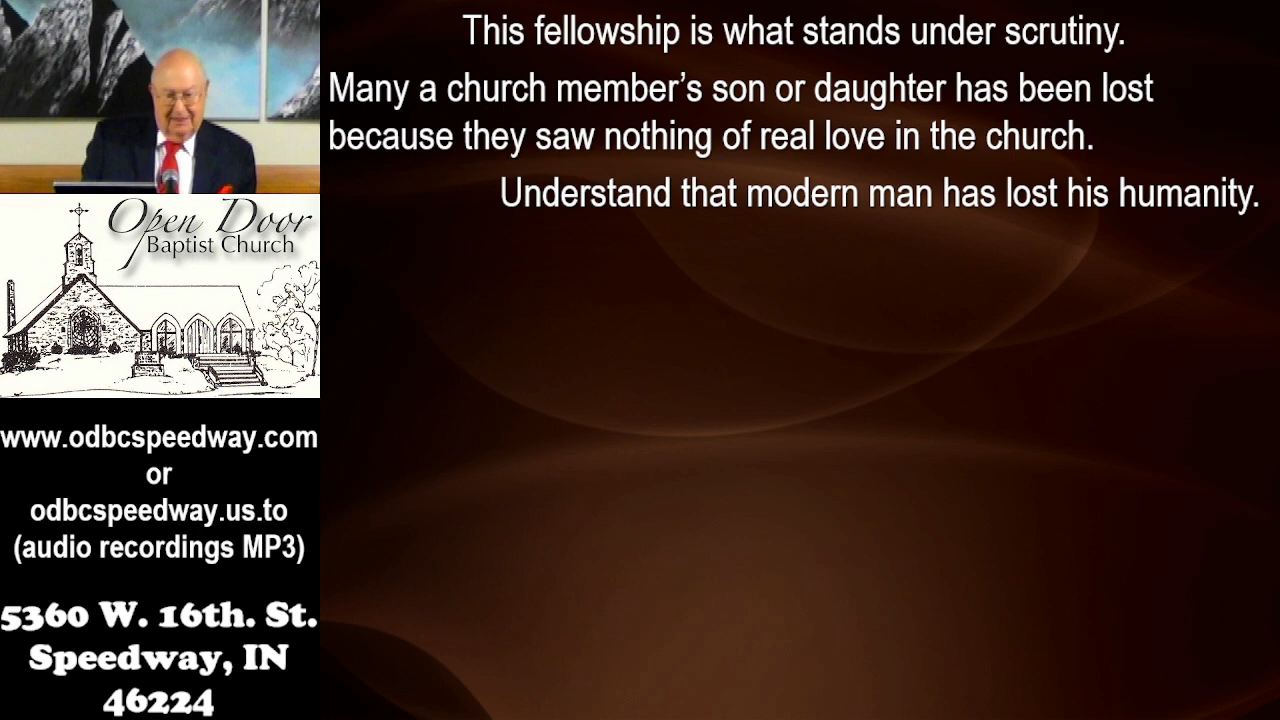 This fellowship is what stands under scrutiny.
Many a church member’s son or daughter has been lost
because they saw nothing of real love in the church.
Understand that modern man has lost his humanity.
Open Door
Baptist Church
www.odbcspeedway.com
or
odbcspeedway.us.to
(audio recordings MP3)
5360 W. 16th. St.
Speedway, IN
46224